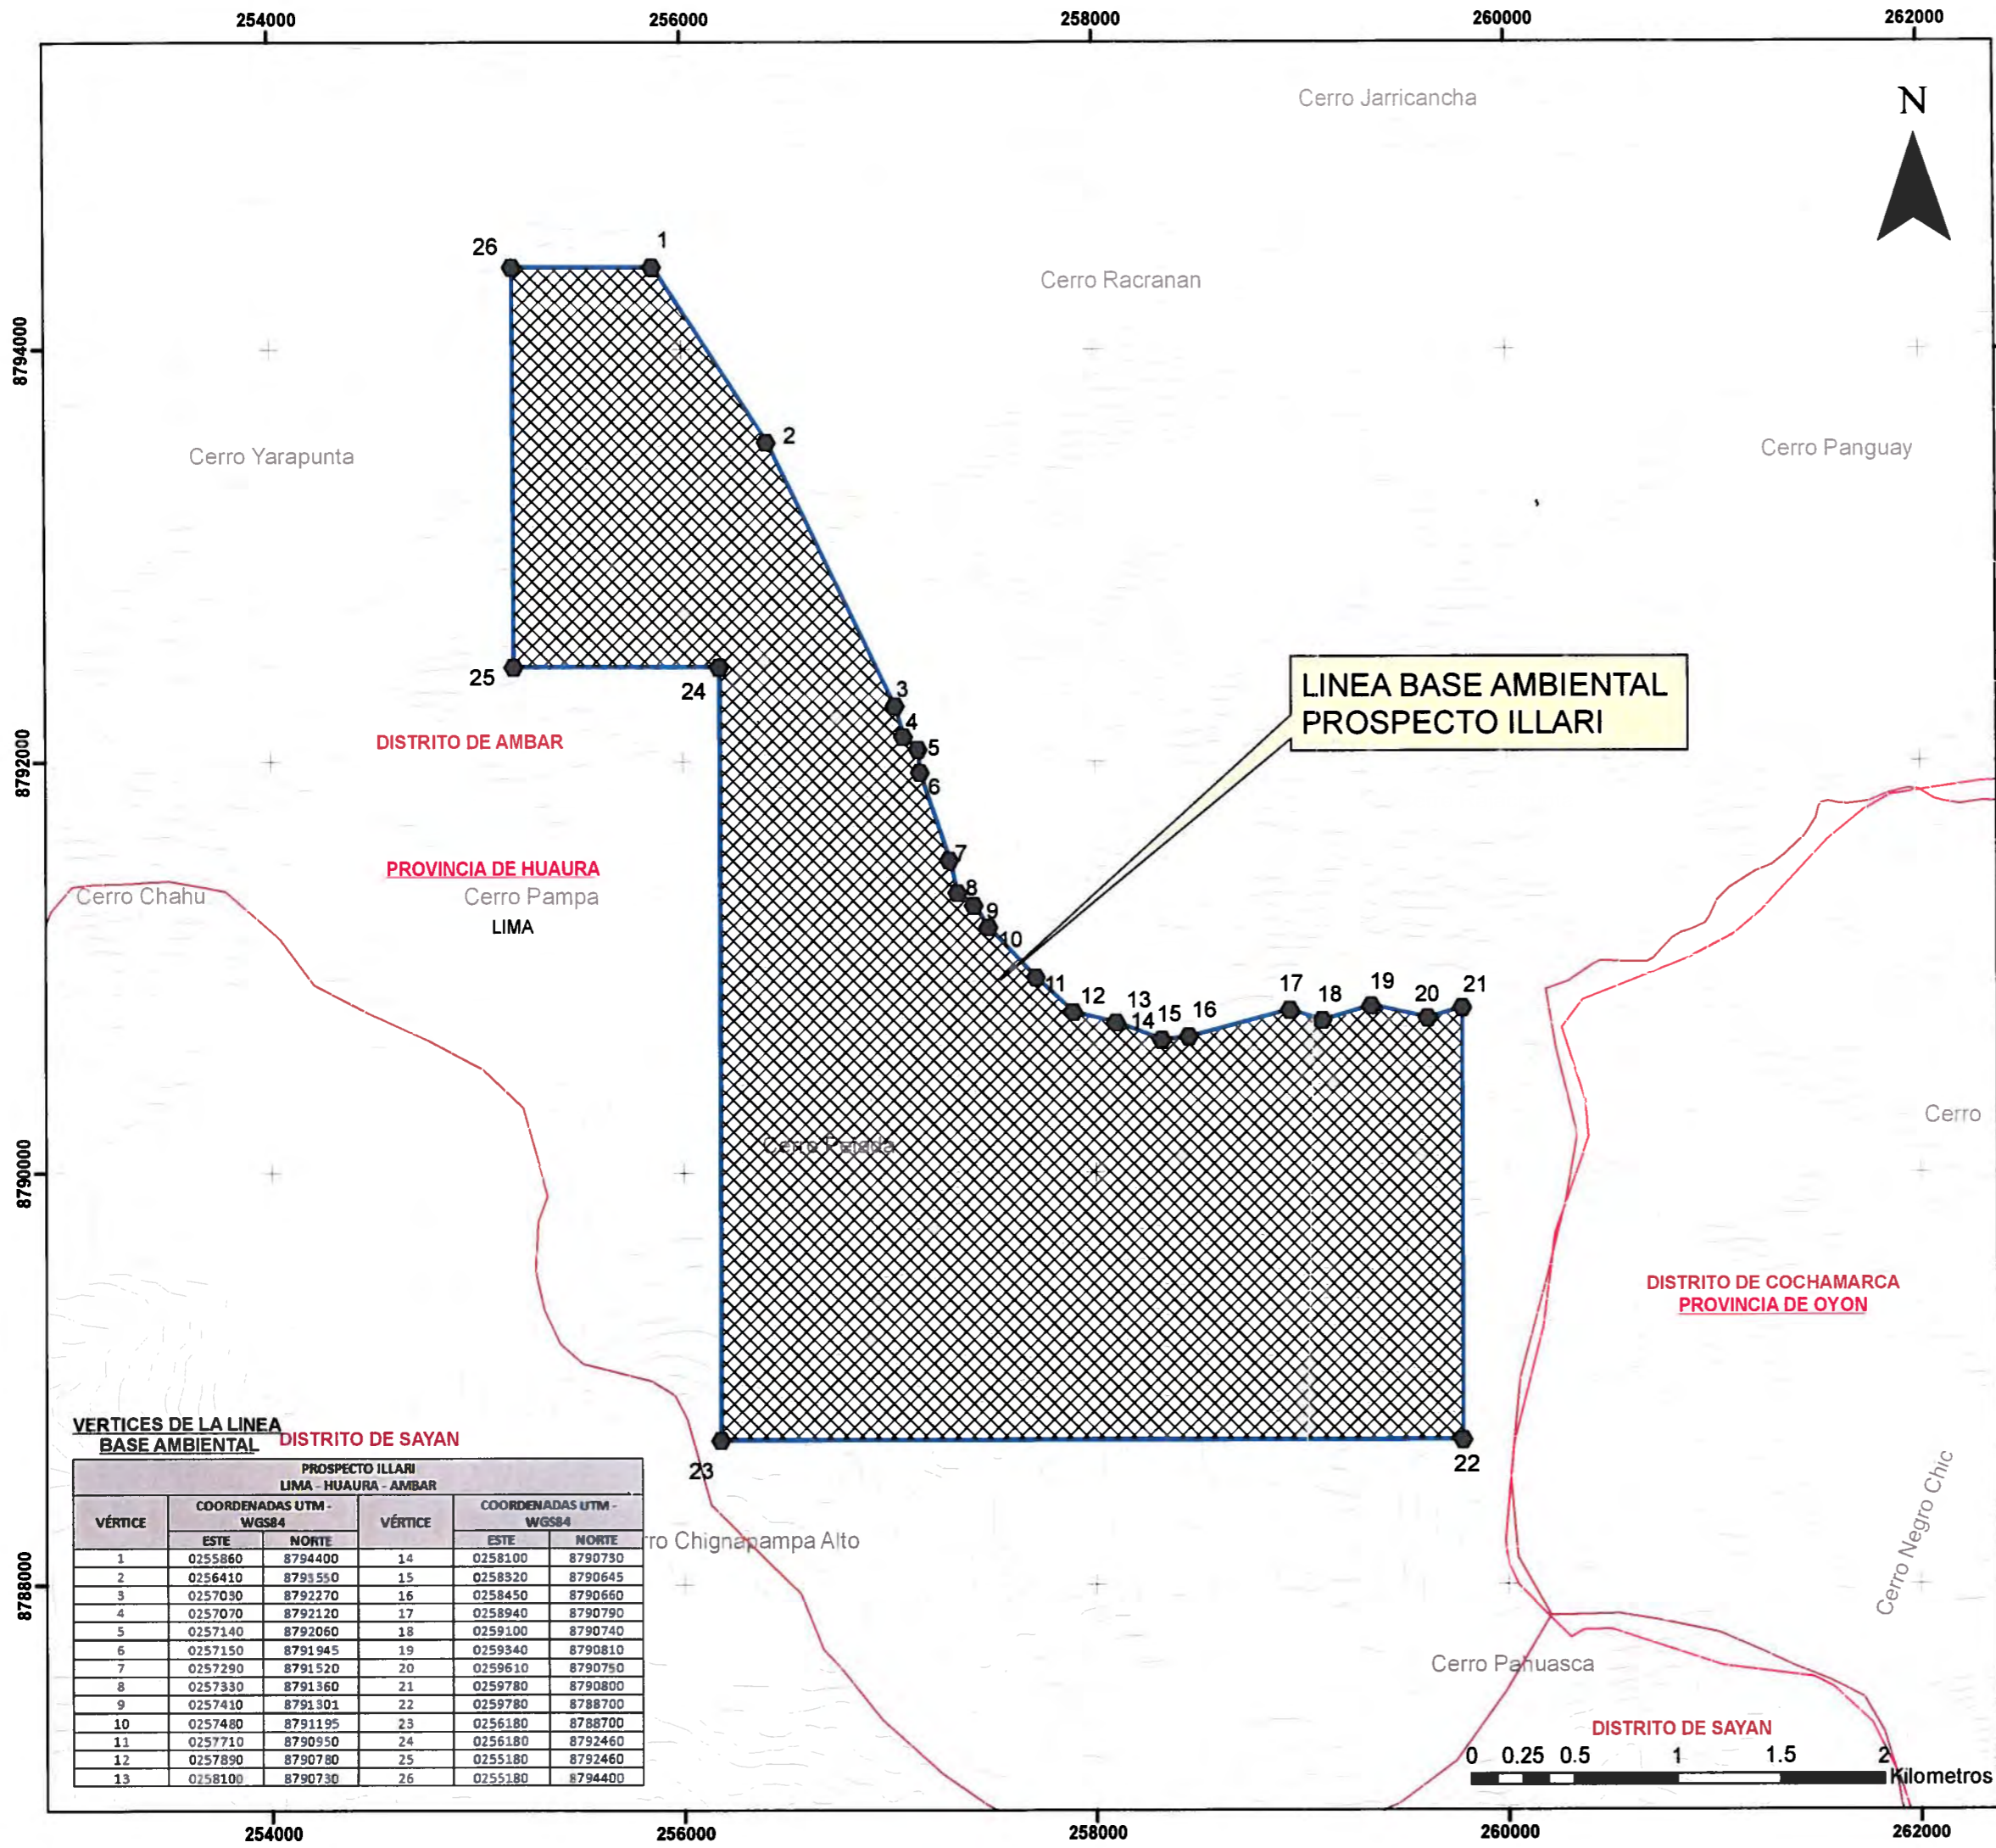 254000 256000 258000 260000 262000
Cerro Jarricancha
N
26 1
Cerro Racranan
8794000
2
Cerro Yarapunta
Cerro Panguay
25 24
3
LINEA BASE AMBIENTAL
PROSPECTO ILLARI
4
DISTRITO DE AMBAR
5
8792000
6
7
PROVINCIA DE HUAURA
Cerro Chahu
Cerro Pampa
8
9
LIMA
10
11
12 13 14 15 16 17 18 19 20 21
Cerro
Cerro Pelada
8790000
DISTRITO DE COCHAMARCA
PROVINCIA DE OYON
VERTICES DE LA LINEA
BASE AMBIENTAL
DISTRITO DE SAYAN
23 22
PROSPECTO ILLARI
LIMA - HUAURA - AMBAR
VÉRTICE COORDENADAS UTM - WGS84 VÉRTICE COORDENADAS UTM - WGS84
ESTE NORTE ESTE NORTE
1 0255860 8794400 14 0258100 8790730
2 0256410 8793550 15 0258320 8790645
3 0257030 8792270 16 0258450 8790660
4 0257070 8792120 17 0258940 8790790
5 0257140 8792060 18 0259100 8790740
6 0257150 8791945 19 0259340 8790810
7 0257290 8791520 20 0259610 8790750
8 0257330 8791360 21 0259780 8790800
9 0257410 8791301 22 0259780 8788700
10 0257480 8791195 23 0256180 8788700
11 0257710 8790950 24 0256180 8792460
12 0257890 8790780 25 0255180 8792460
13 0258100 8790730 26 0255180 8794400
rro Chignapampa Alto
Cerro Negro Chic
8788000
Cerro Pahuasca
DISTRITO DE SAYAN
0 0.25 0.5 1 1.5 2
Kilometros
254000 256000 258000 260000 262000